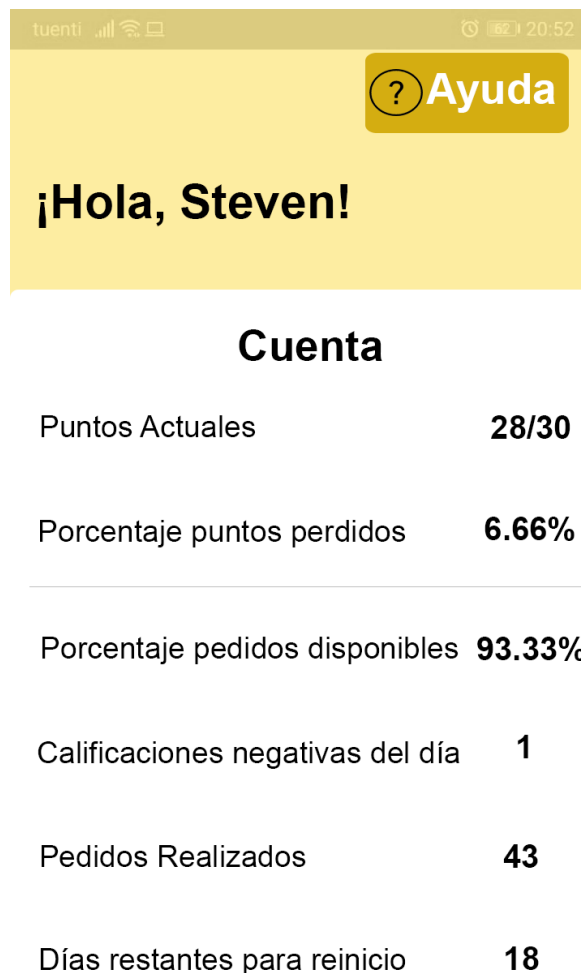 tuenti 62 20:52
? Ayuda
¡Hola, Steven!
Cuenta
Puntos Actuales 28/30
Porcentaje puntos perdidos 6.66%
Porcentaje pedidos disponibles 93.33%
Calificaciones negativas del día 1
Pedidos Realizados 43
Días restantes para reinicio 18